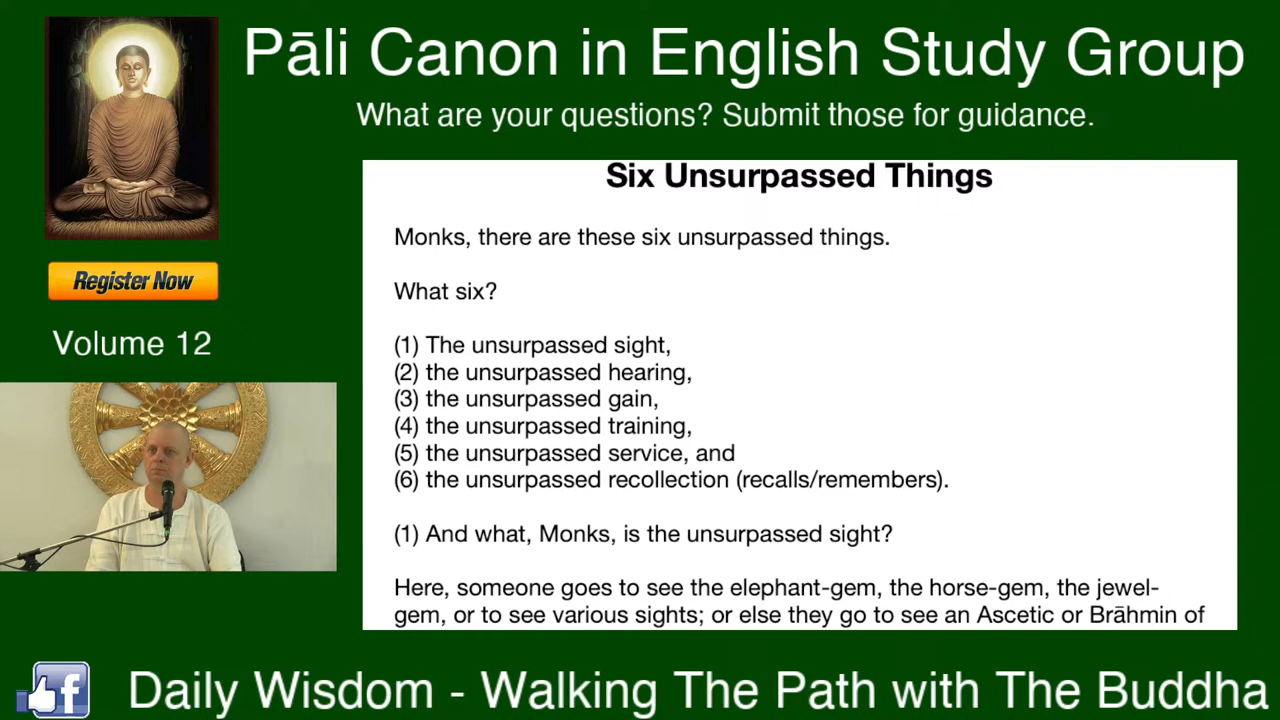 Pāli Canon in English Study Group
What are your questions? Submit those for guidance.
Register Now
Volume 12
Six Unsurpassed Things
Monks, there are these six unsurpassed things.
What six?
(1) The unsurpassed sight,
(2) the unsurpassed hearing,
(3) the unsurpassed gain,
(4) the unsurpassed training,
(5) the unsurpassed service, and
(6) the unsurpassed recollection (recalls/remembers).
(1) And what, Monks, is the unsurpassed sight?
Here, someone goes to see the elephant-gem, the horse-gem, the jewel-
gem, or to see various sights; or else they go to see an Ascetic or Brāhmin of
f
Daily Wisdom - Walking The Path with The Buddha